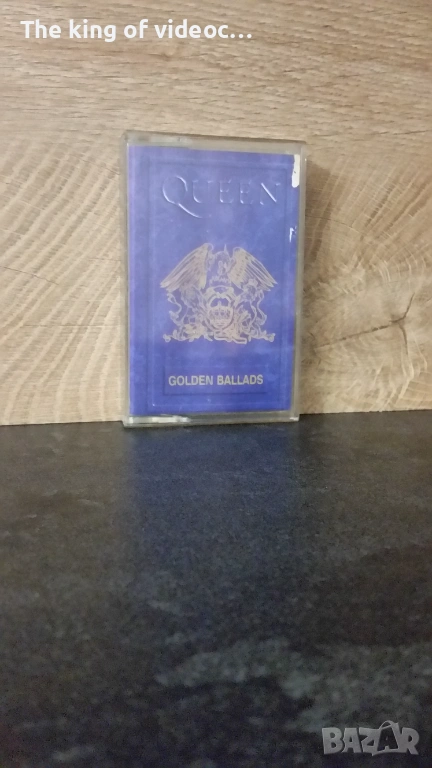 The king of videoc...
QUEEN
GOLDEN BALLADS
BAZAR